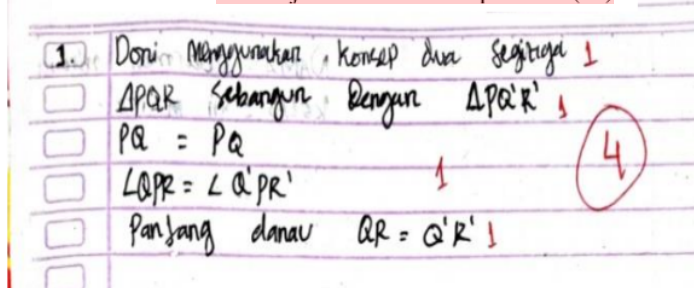 1. Doni Menggunakan konsep dua segitiga 1
ΔPQR Sebangun Dengan ΔPQ'R' 1
PQ = PQ
4
∠QPR = ∠Q'PR' 1
Panjang danau QR = Q'R' 1